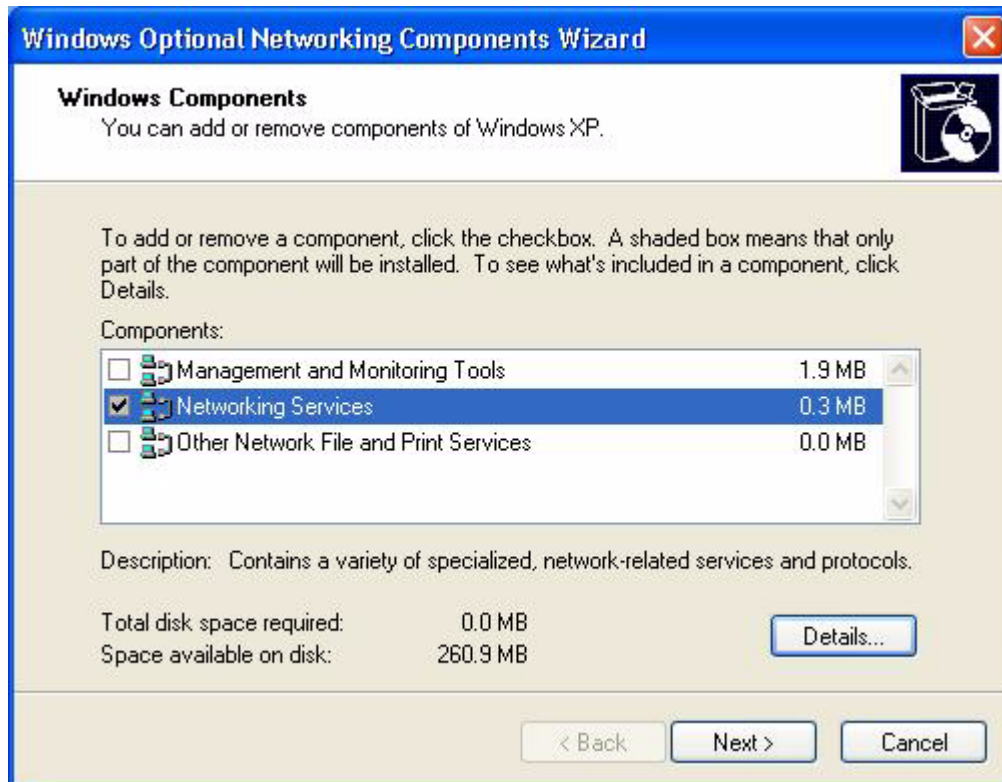 Windows Optional Networking Components Wizard
Windows Components
You can add or remove components of Windows XP.
To add or remove a component, click the checkbox. A shaded box means that only
part of the component will be installed. To see what's included in a component, click
Details.
Components:
Management and Monitoring Tools 1.9 MB
Networking Services 0.3 MB
Other Network File and Print Services 0.0 MB
Description: Contains a variety of specialized, network-related services and protocols.
Total disk space required: 0.0 MB
Space available on disk: 260.9 MB
Details...
< Back Next > Cancel